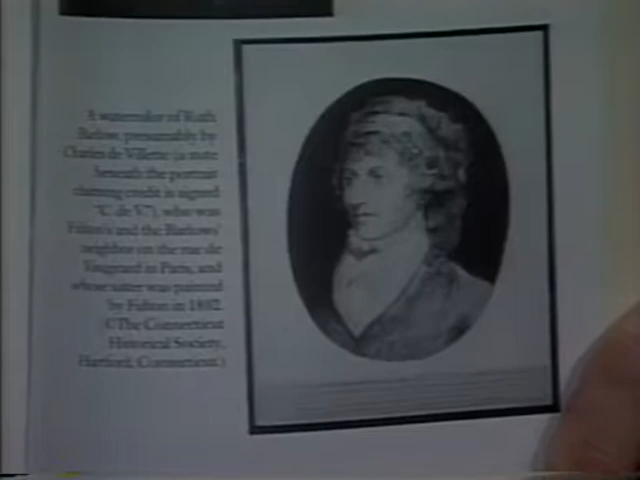 A watercolor of Ruth
Barlow, presumably by
Charles de Villette (a note
beneath the portrait
claiming credit is signed
"C. de V."), who was
Fulton's and the Barlows'
neighbor on the rue de
Vaugirard in Paris, and
whose sister was painted
by Fulton in 1802.
(©The Connecticut
Historical Society,
Hartford, Connecticut.)